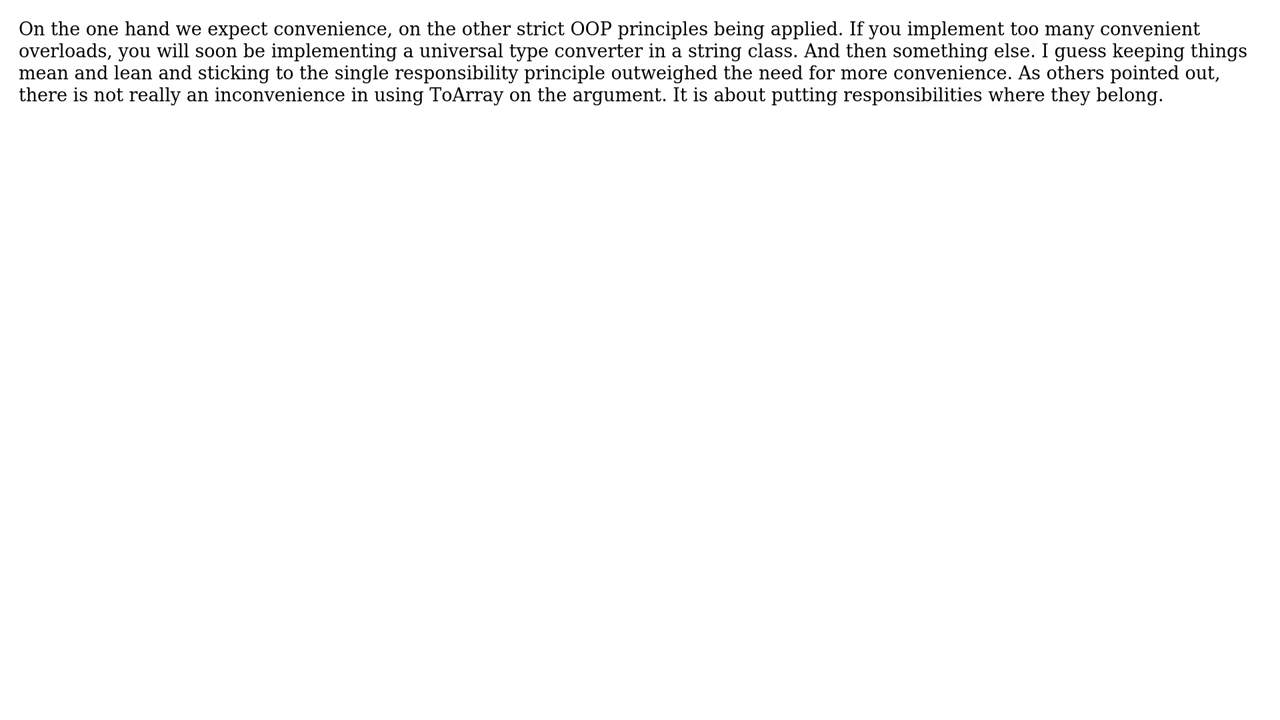 On the one hand we expect convenience, on the other strict OOP principles being applied. If you implement too many convenient
overloads, you will soon be implementing a universal type converter in a string class. And then something else. I guess keeping things
mean and lean and sticking to the single responsibility principle outweighed the need for more convenience. As others pointed out,
there is not really an inconvenience in using ToArray on the argument. It is about putting responsibilities where they belong.